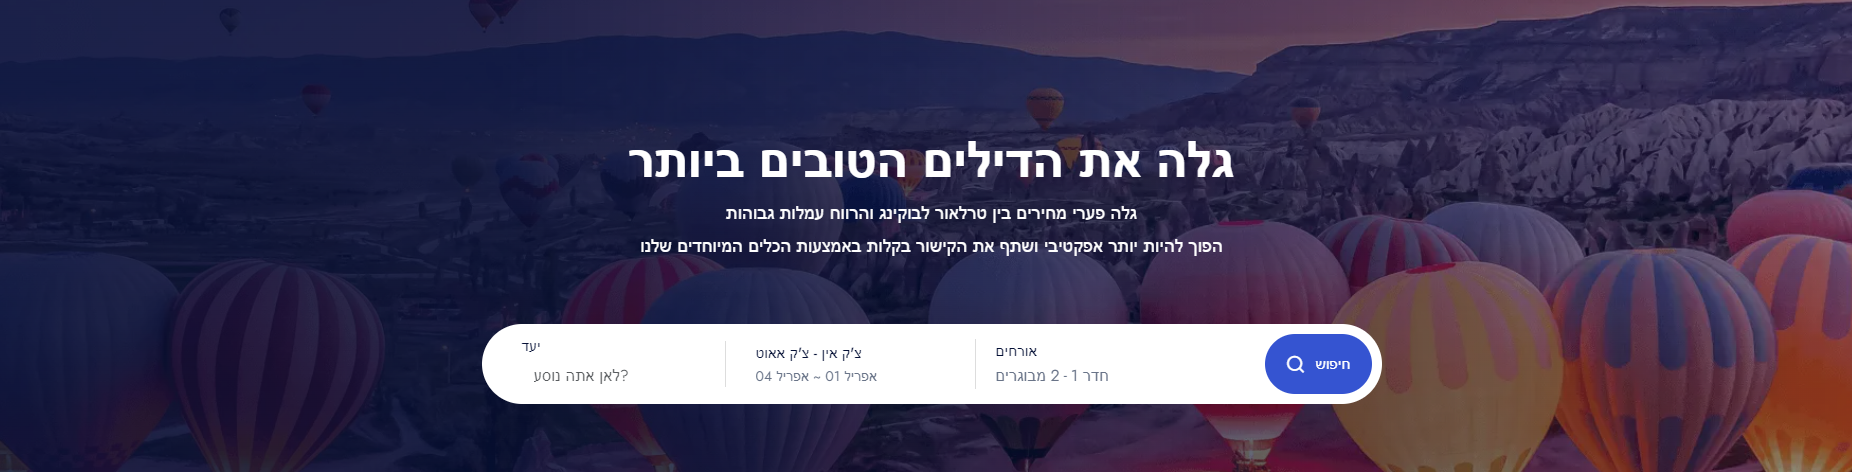 גלה את הדילים הטובים ביותר
גלה פערי מחירים בין טרלאור לבוקינג והרווח עמלות גבוהות
הפוך להיות יותר אפקטיבי ושתף את הקישור בקלות באמצעות הכלים המיוחדים שלנו
יעד
לאן אתה נוסע?
צ'ק אין - צ'ק אאוט
אפריל 01 ~ אפריל 04
אורחים
חדר 1 - 2 מבוגרים
חיפוש